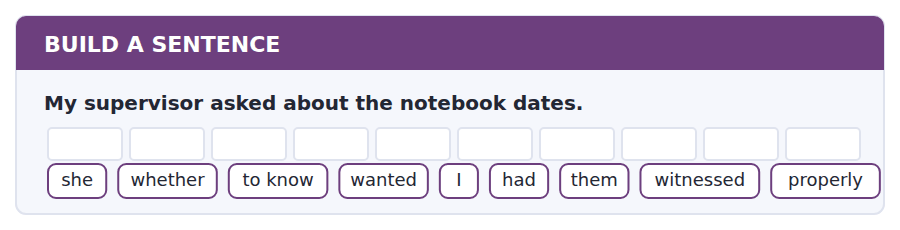 BUILD A SENTENCE
My supervisor asked about the notebook dates.
she whether to know wanted I had them witnessed properly